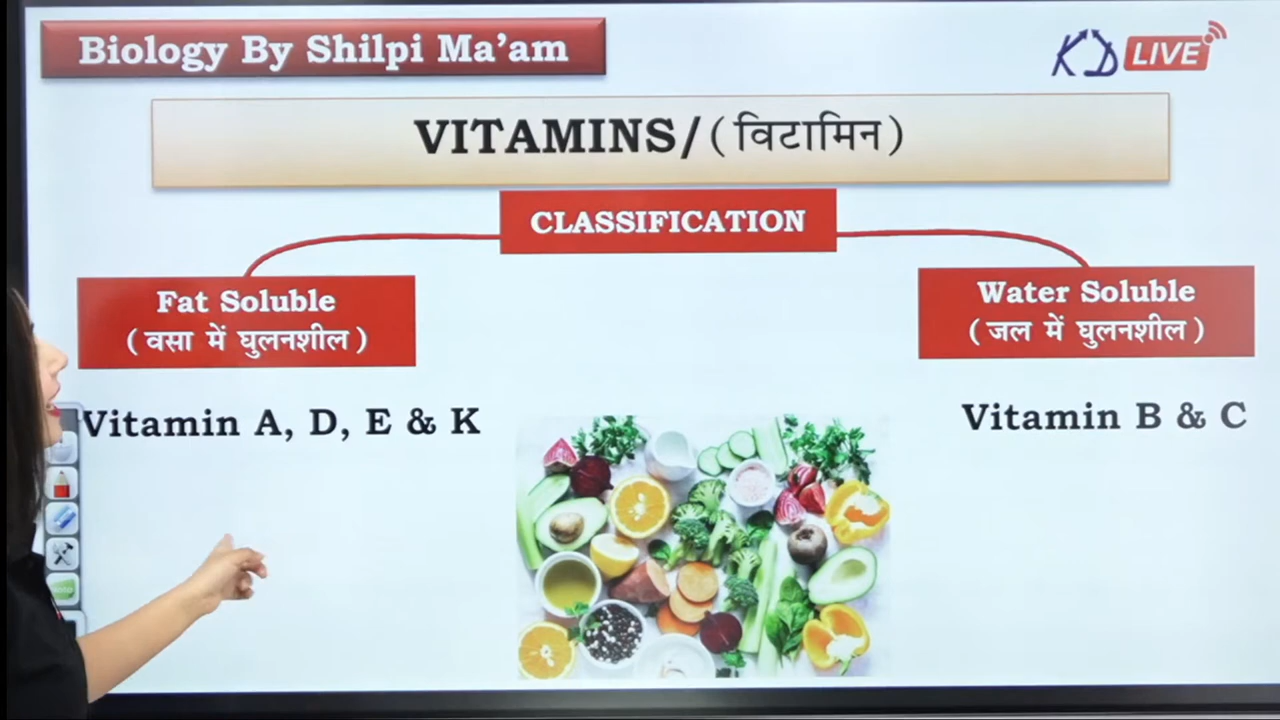 Biology By Shilpi Ma'am
KD LIVE
VITAMINS/(विटामिन)
CLASSIFICATION
Fat Soluble
(वसा में घुलनशील)
Water Soluble
(जल में घुलनशील)
Vitamin A, D, E & K
Vitamin B & C